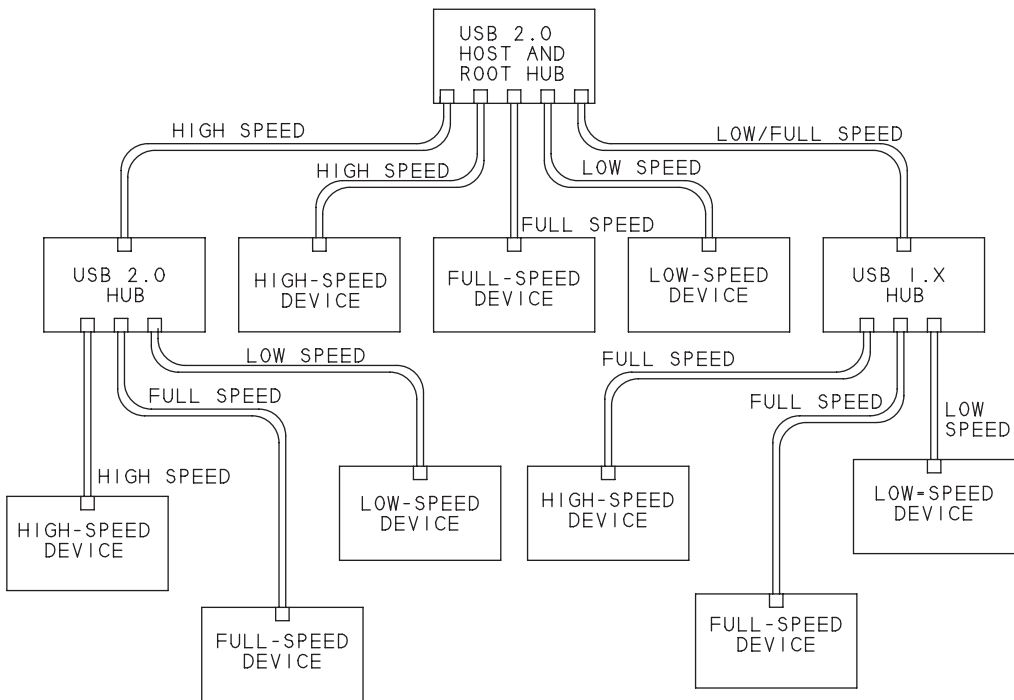 USB 2.0
HOST AND
ROOT HUB
HIGH SPEED
LOW/FULL SPEED
HIGH SPEED
LOW SPEED
FULL SPEED
USB 2.0
HUB
HIGH-SPEED
DEVICE
FULL-SPEED
DEVICE
LOW-SPEED
DEVICE
USB 1.X
HUB
LOW SPEED
FULL SPEED
FULL SPEED
FULL SPEED
LOW
SPEED
HIGH SPEED
HIGH-SPEED
DEVICE
LOW-SPEED
DEVICE
HIGH-SPEED
DEVICE
LOW=SPEED
DEVICE
FULL-SPEED
DEVICE
FULL-SPEED
DEVICE